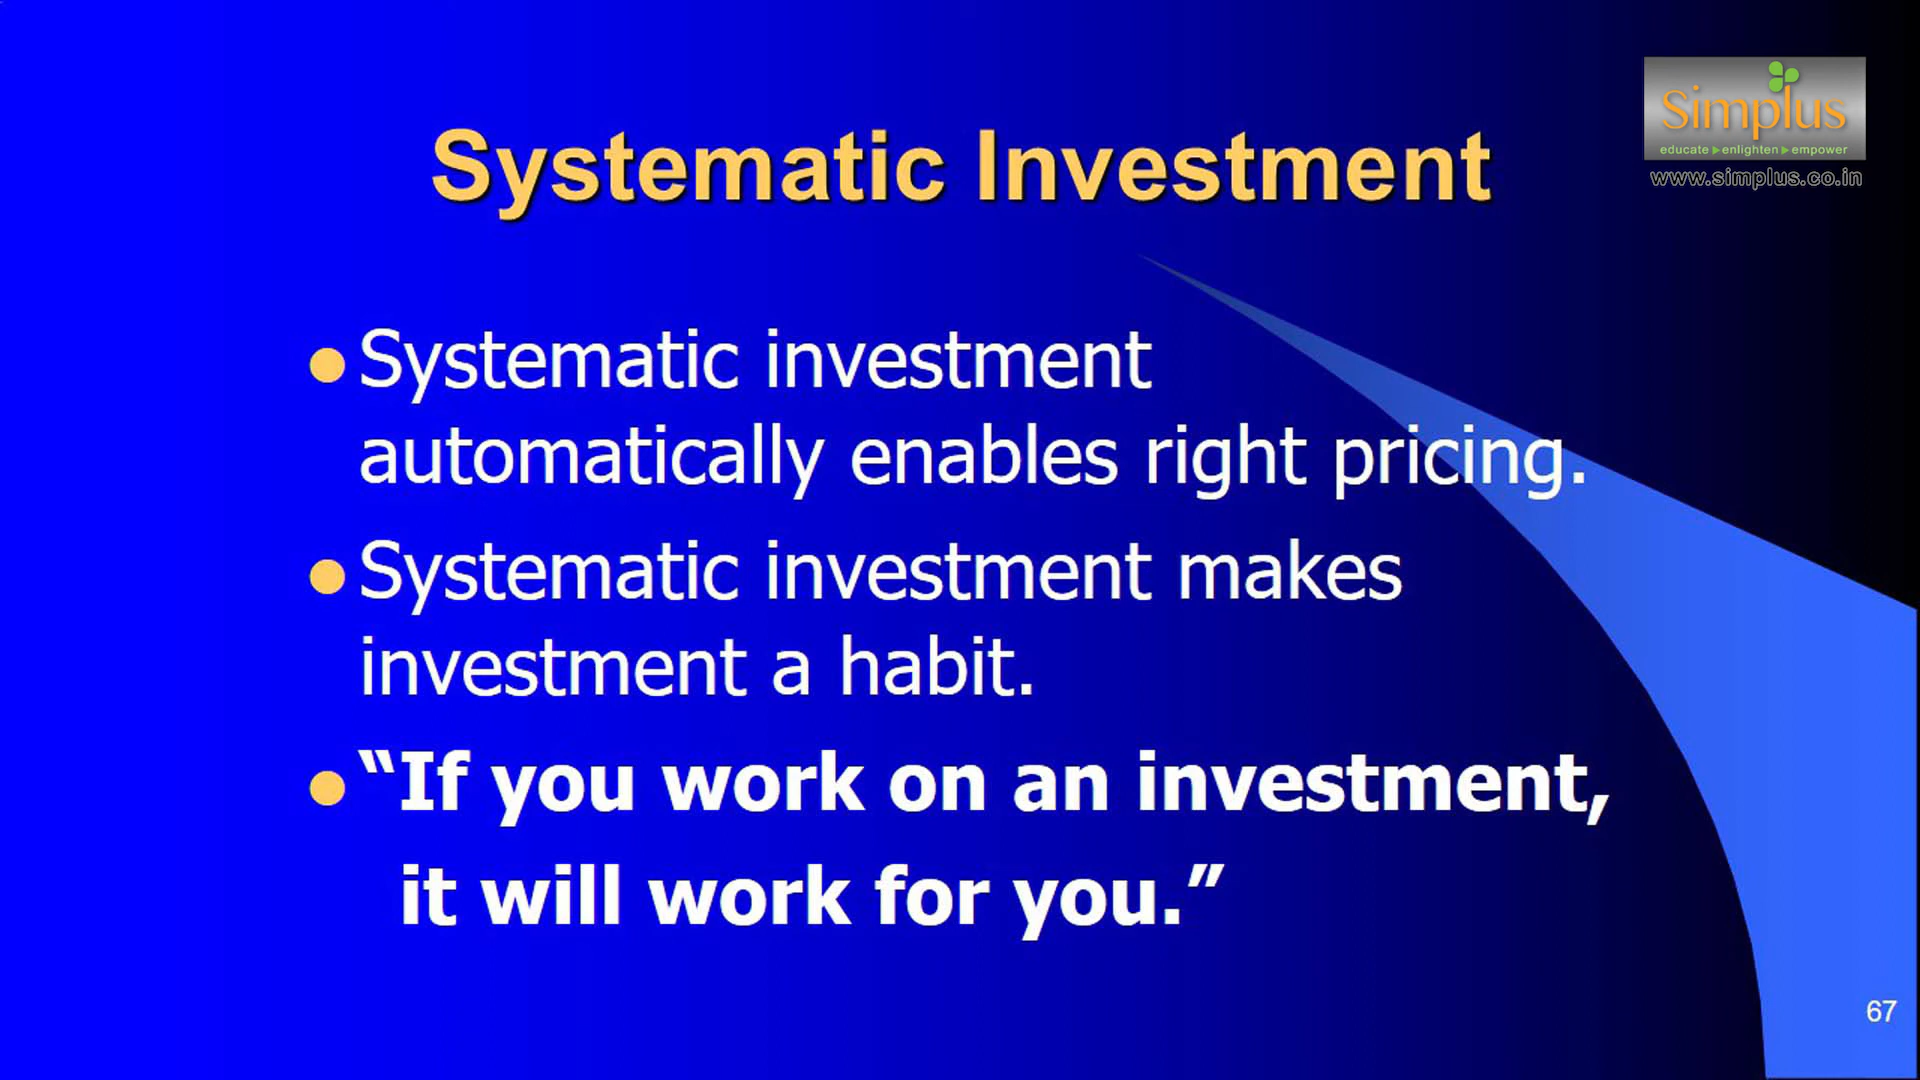 Simplus
educate ▶ enlighten ▶ empower
www.simplus.co.in
Systematic Investment
Systematic investment
automatically enables right pricing.
Systematic investment makes
investment a habit.
“If you work on an investment,
it will work for you.”
67